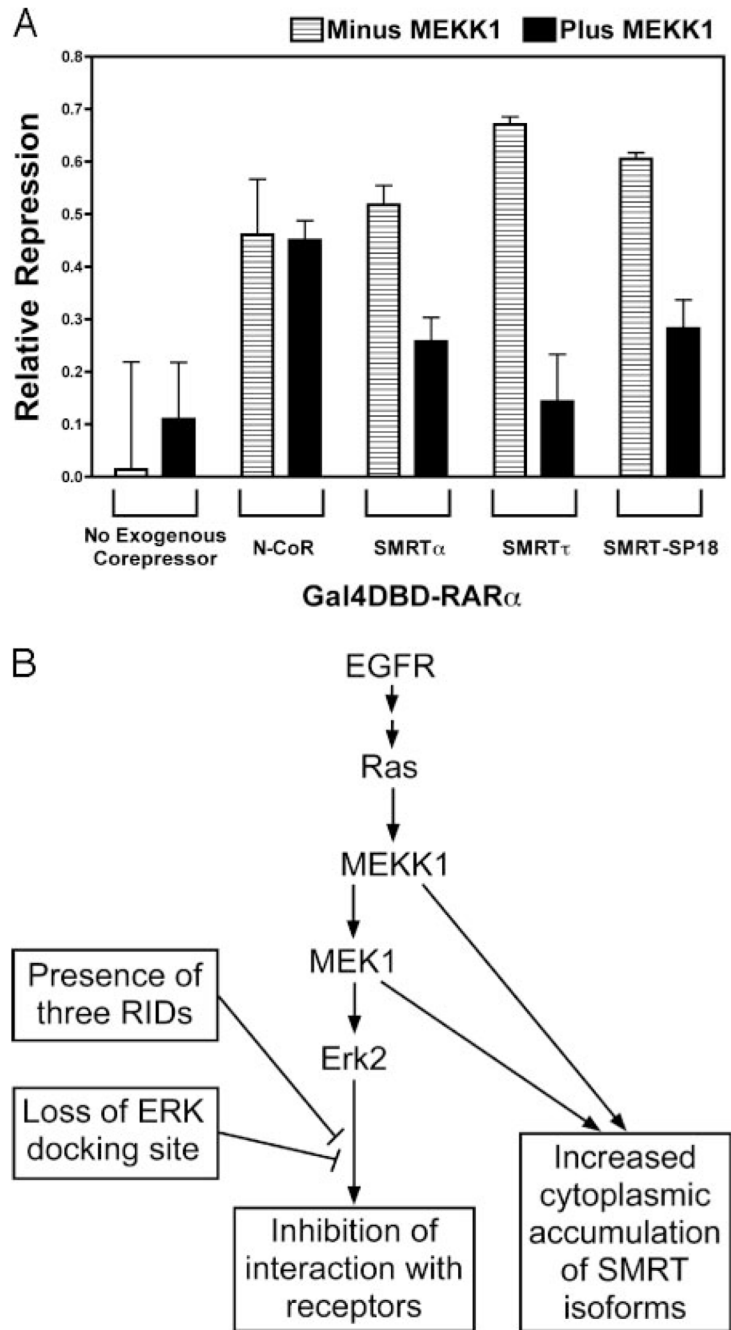 A
Minus MEKK1 Plus MEKK1
Relative Repression
0.8
0.7
0.6
0.5
0.4
0.3
0.2
0.1
0.0
No Exogenous
Corepressor
N-CoR
SMRTα
SMRTτ
SMRT-SP18
Gal4DBD-RARα
B
EGFR
Ras
MEKK1
MEK1
Erk2
Presence of
three RIDs
Loss of ERK
docking site
Inhibition of
interaction with
receptors
Increased
cytoplasmic
accumulation
of SMRT
isoforms